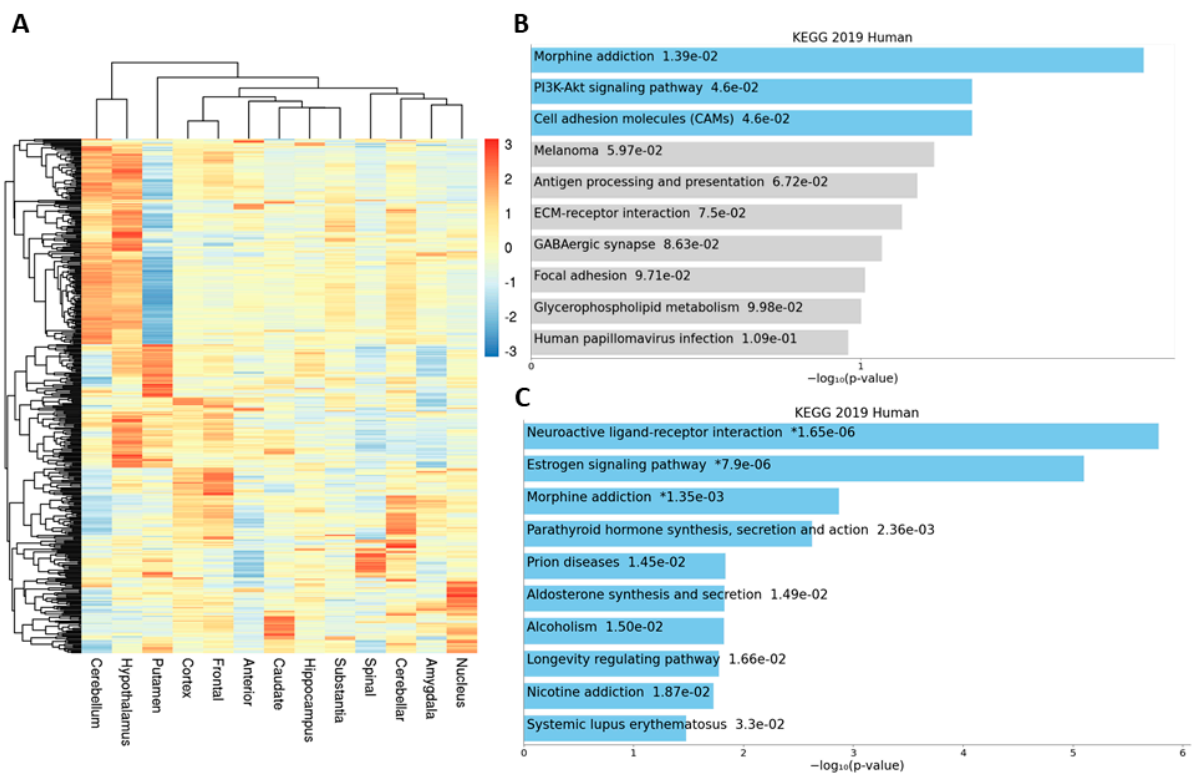 A
3
2
1
0
-1
-2
-3
Cerebellum
Hypothalamus
Putamen
Cortex
Frontal
Anterior
Caudate
Hippocampus
Substantia
Spinal
Cerebellar
Amygdala
Nucleus
B
KEGG 2019 Human
Morphine addiction 1.39e-02
PI3K-Akt signaling pathway 4.6e-02
Cell adhesion molecules (CAMs) 4.6e-02
Melanoma 5.97e-02
Antigen processing and presentation 6.72e-02
ECM-receptor interaction 7.5e-02
GABAergic synapse 8.63e-02
Focal adhesion 9.71e-02
Glycerophospholipid metabolism 9.98e-02
Human papillomavirus infection 1.09e-01
0 1
−log₁₀(p-value)
C
KEGG 2019 Human
Neuroactive ligand-receptor interaction *1.65e-06
Estrogen signaling pathway *7.9e-06
Morphine addiction *1.35e-03
Parathyroid hormone synthesis, secretion and action 2.36e-03
Prion diseases 1.45e-02
Aldosterone synthesis and secretion 1.49e-02
Alcoholism 1.50e-02
Longevity regulating pathway 1.66e-02
Nicotine addiction 1.87e-02
Systemic lupus erythematosus 3.3e-02
0 1 2 3 4 5 6
−log₁₀(p-value)